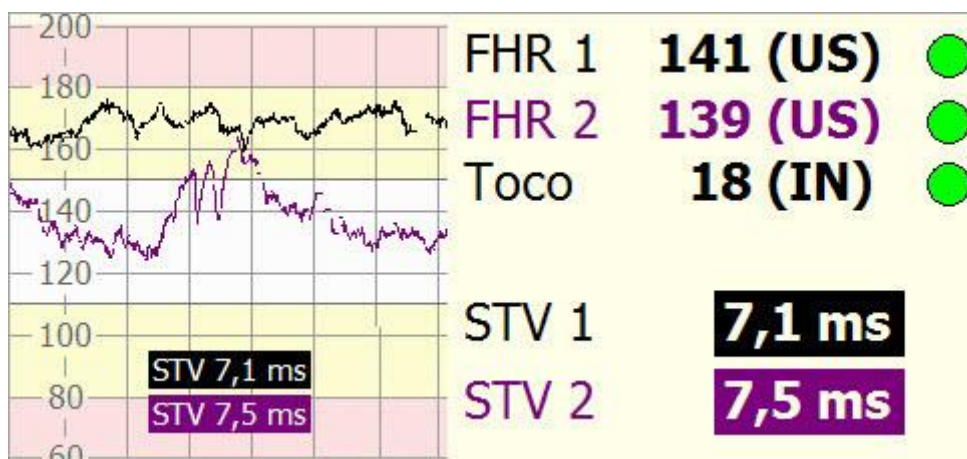 200
180
160
140
120
100
80
60
STV 7,1 ms
STV 7,5 ms
FHR 1 141 (US)
FHR 2 139 (US)
Toco 18 (IN)
STV 1 7,1 ms
STV 2 7,5 ms